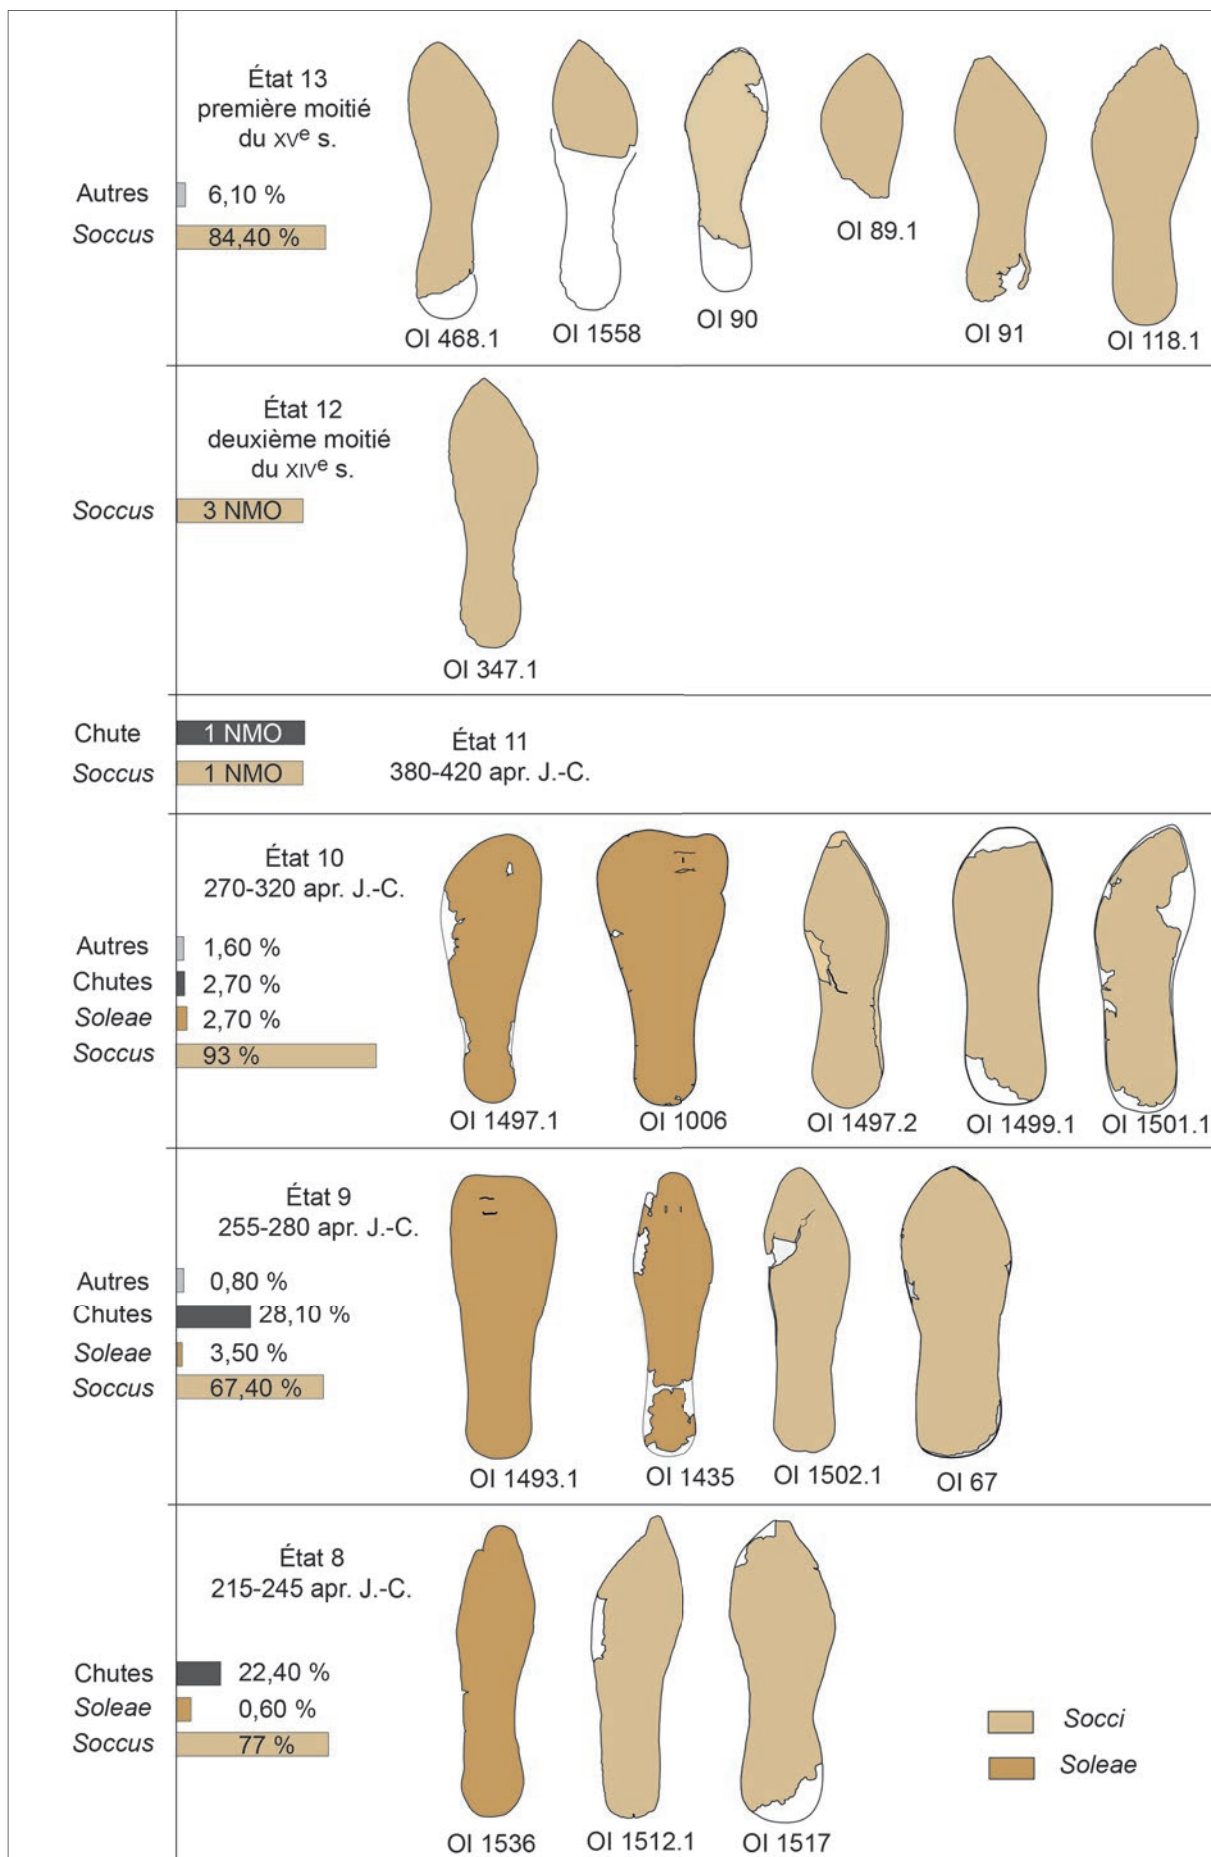 État 13
première moitié
du XVe s.
Autres 6,10 %
Soccus 84,40 %
OI 468.1 OI 1558 OI 90 OI 89.1 OI 91 OI 118.1
État 12
deuxième moitié
du XIVe s.
Soccus 3 NMO
OI 347.1
Chute 1 NMO
Soccus 1 NMO
État 11
380-420 apr. J.-C.
État 10
270-320 apr. J.-C.
Autres 1,60 %
Chutes 2,70 %
Soleae 2,70 %
Soccus 93 %
OI 1497.1 OI 1006 OI 1497.2 OI 1499.1 OI 1501.1
État 9
255-280 apr. J.-C.
Autres 0,80 %
Chutes 28,10 %
Soleae 3,50 %
Soccus 67,40 %
OI 1493.1 OI 1435 OI 1502.1 OI 67
État 8
215-245 apr. J.-C.
Chutes 22,40 %
Soleae 0,60 %
Soccus 77 %
OI 1536 OI 1512.1 OI 1517
Socci
Soleae